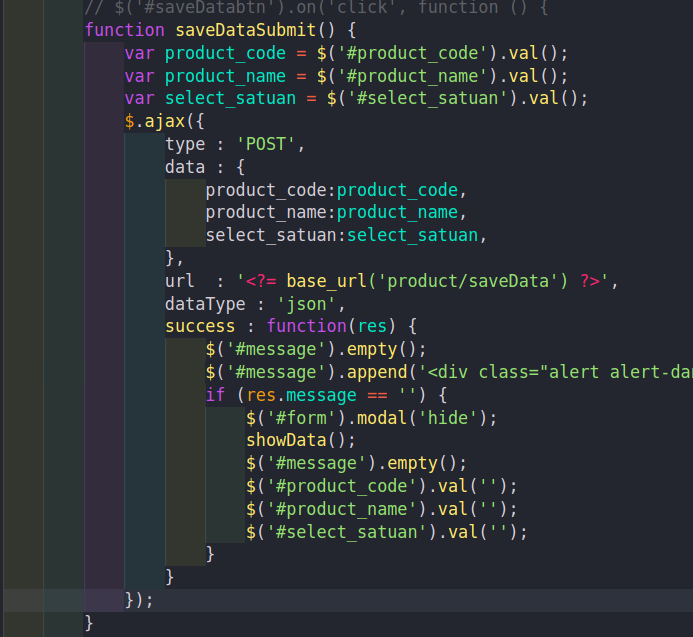 // $('#saveDatabtn').on('click', function () {
function saveDataSubmit() {
var product_code = $('#product_code').val();
var product_name = $('#product_name').val();
var select_satuan = $('#select_satuan').val();
$.ajax({
type : 'POST',
data : {
product_code:product_code,
product_name:product_name,
select_satuan:select_satuan,
},
url  : '<?= base_url('product/saveData') ?>',
dataType : 'json',
success : function(res) {
$('#message').empty();
$('#message').append('<div class="alert
if (res.message == '') {
$('#form').modal('hide');
showData();
$('#message').empty();
$('#product_code').val('');
$('#product_name').val('');
$('#select_satuan').val('');
}
}
});
}